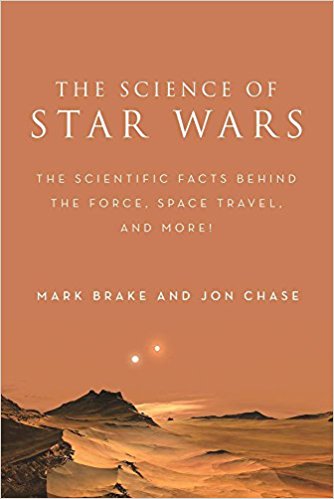 THE SCIENCE OF
STAR WARS
THE SCIENTIFIC FACTS BEHIND
THE FORCE, SPACE TRAVEL,
AND MORE!
MARK BRAKE AND JON CHASE